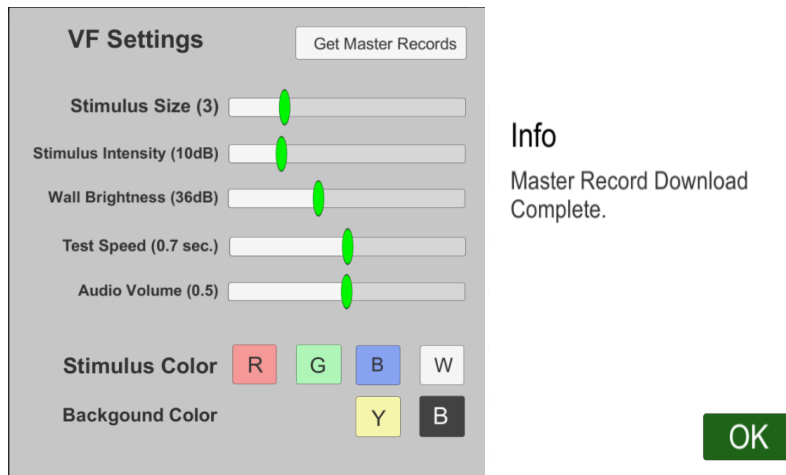 VF Settings
Get Master Records
Stimulus Size (3)
Stimulus Intensity (10dB)
Wall Brightness (36dB)
Test Speed (0.7 sec.)
Audio Volume (0.5)
Stimulus Color R G B W
Backgound Color Y B
Info
Master Record Download
Complete.
OK